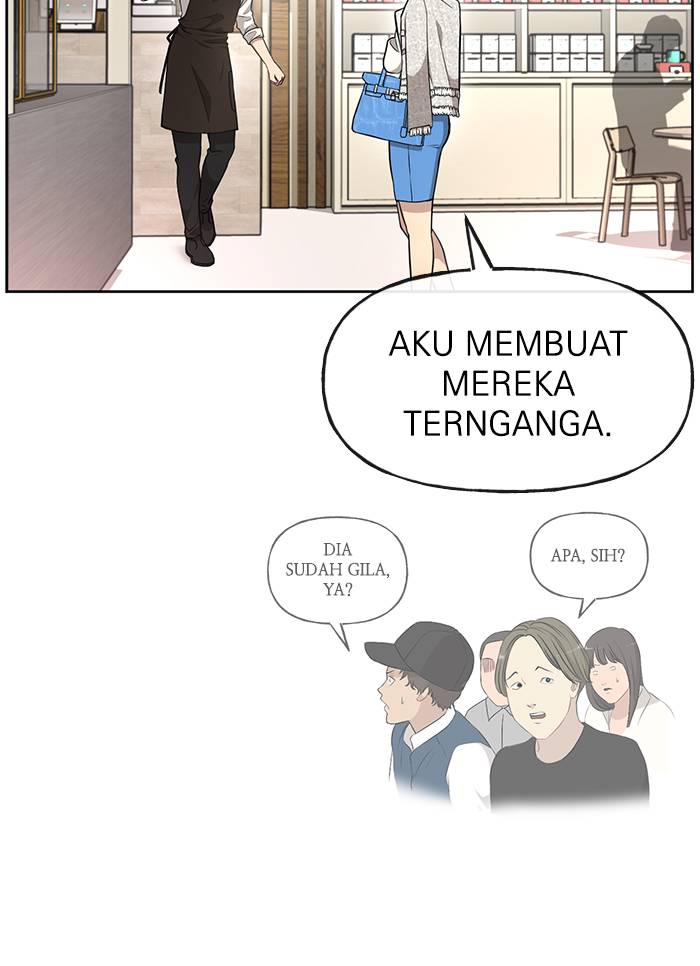 AKU MEMBUAT
MEREKA
TERNGANGA.
DIA
SUDAH GILA,
YA?
APA, SIH?